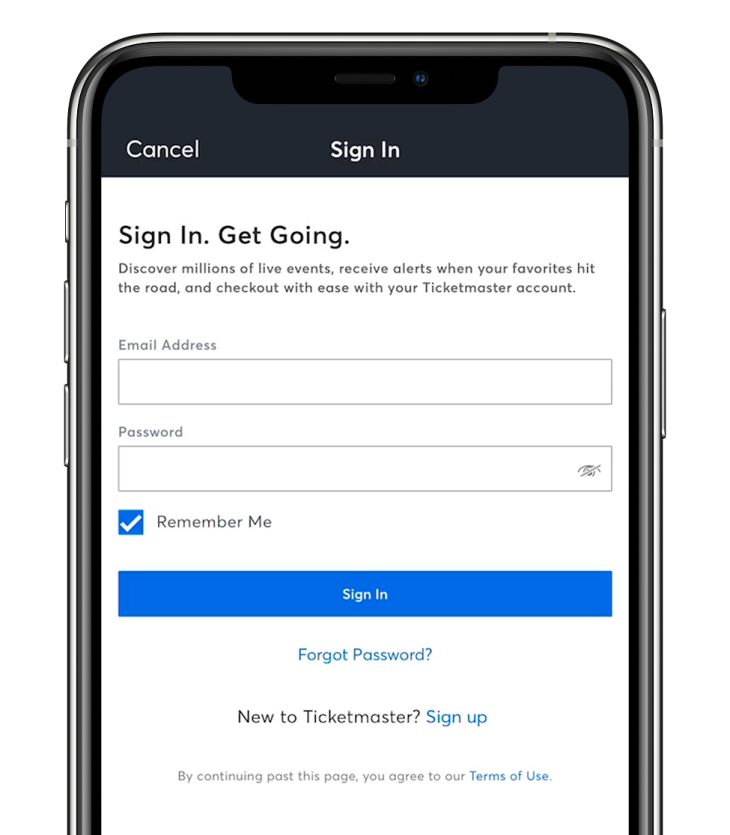 Cancel
Sign In
Sign In. Get Going.
Discover millions of live events, receive alerts when your favorites hit
the road, and checkout with ease with your Ticketmaster account.
Email Address
Password
Remember Me
Sign In
Forgot Password?
New to Ticketmaster? Sign up
By continuing past this page, you agree to our Terms of Use.